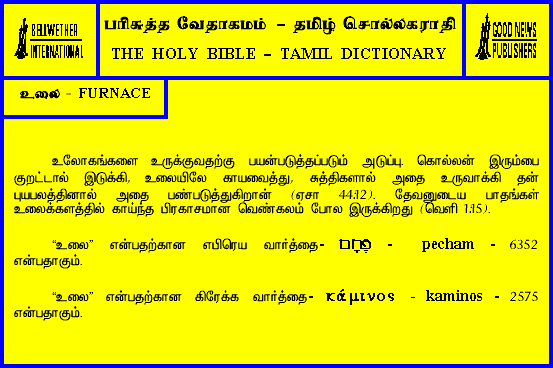 BELLWETHER
INTERNATIONAL
பரிசுத்த வேதாகமம் – தமிழ் சொல்லகராதி
THE HOLY BIBLE – TAMIL DICTIONARY
GOOD NEWS
PUBLISHERS
உலை - FURNACE
உலோகங்களை உருக்குவதற்கு பயன்படுத்தப்படும் அடுப்பு. கொல்லன் இரும்பை
குறட்டால் இடுக்கி, உலையிலே காயவைத்து, சுத்திகளால் அதை உருவாக்கி தன்
புயபலத்தினால் அதை பண்படுத்துகிறான் (ஏசா 44:12). தேவனுடைய பாதங்கள்
உலைக்களத்தில் காய்ந்த பிரகாசமான வெண்கலம் போல இருக்கிறது (வெளி 1:15).
“உலை” என்பதற்கான எபிரெய வார்த்தை- פֶּחָם - pecham - 6352
என்பதாகும்.
“உலை” என்பதற்கான கிரேக்க வார்த்தை- κάμινος - kaminos - 2575
என்பதாகும்.